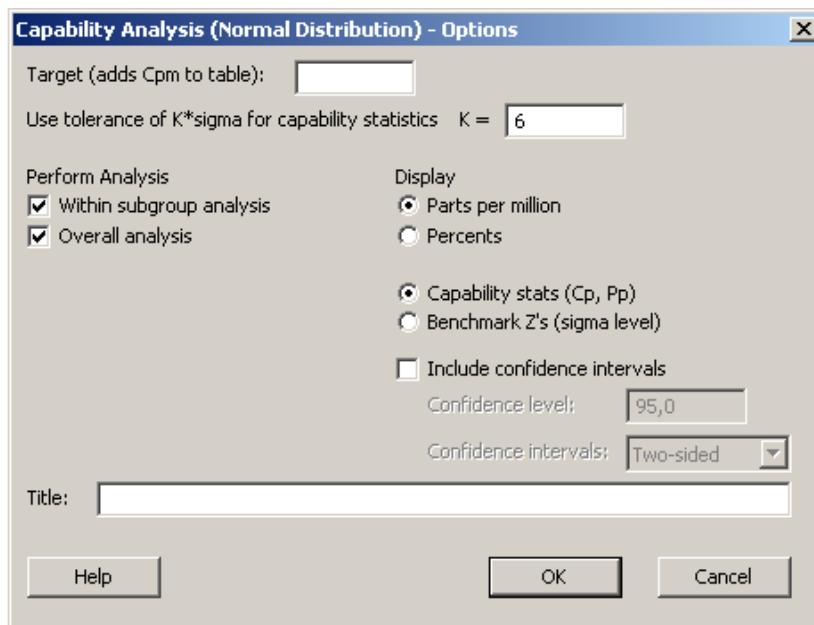 Capability Analysis (Normal Distribution) - Options
Target (adds Cpm to table):
Use tolerance of K*sigma for capability statistics K = 6
Perform Analysis
Within subgroup analysis
Overall analysis
Display
Parts per million
Percents
Capability stats (Cp, Pp)
Benchmark Z's (sigma level)
Include confidence intervals
Confidence level: 95,0
Confidence intervals: Two-sided
Title:
Help OK Cancel